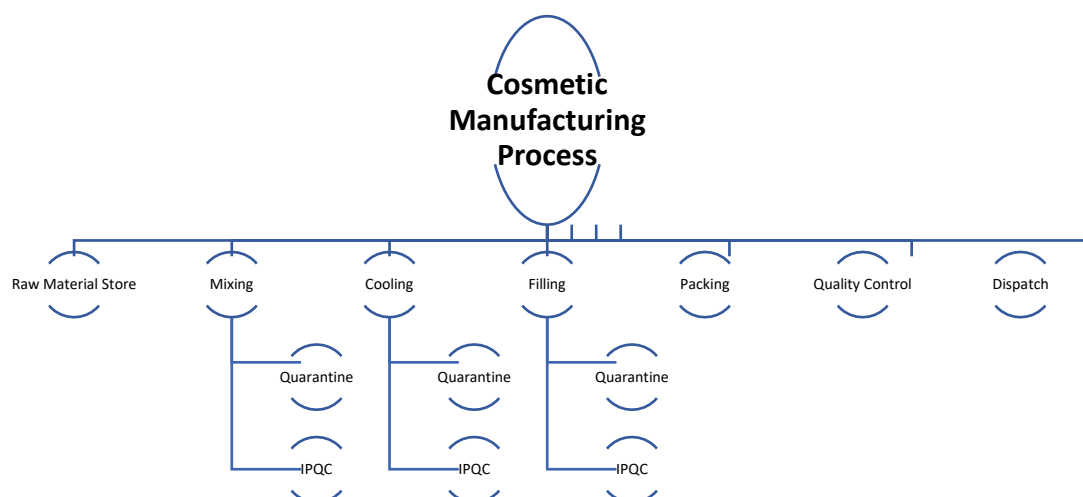 Cosmetic
Manufacturing
Process
Raw Material Store
Mixing
Cooling
Filling
Packing
Quality Control
Dispatch
Quarantine
Quarantine
Quarantine
IPQC
IPQC
IPQC